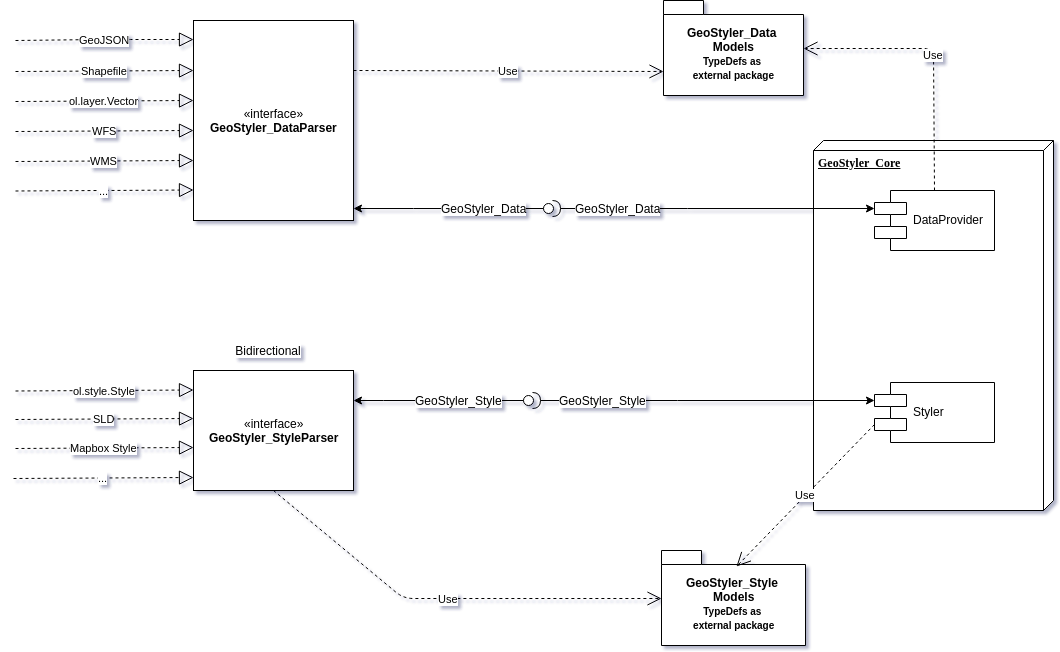 GeoJSON
Shapefile
ol.layer.Vector
WFS
WMS
...
«interface»
GeoStyler_DataParser
Use
GeoStyler_Data
Models
TypeDefs as
external package
Use
GeoStyler_Core
GeoStyler_Data
GeoStyler_Data
DataProvider
Bidirectional
ol.style.Style
SLD
Mapbox Style
...
«interface»
GeoStyler_StyleParser
GeoStyler_Style
GeoStyler_Style
Styler
Use
Use
GeoStyler_Style
Models
TypeDefs as
external package